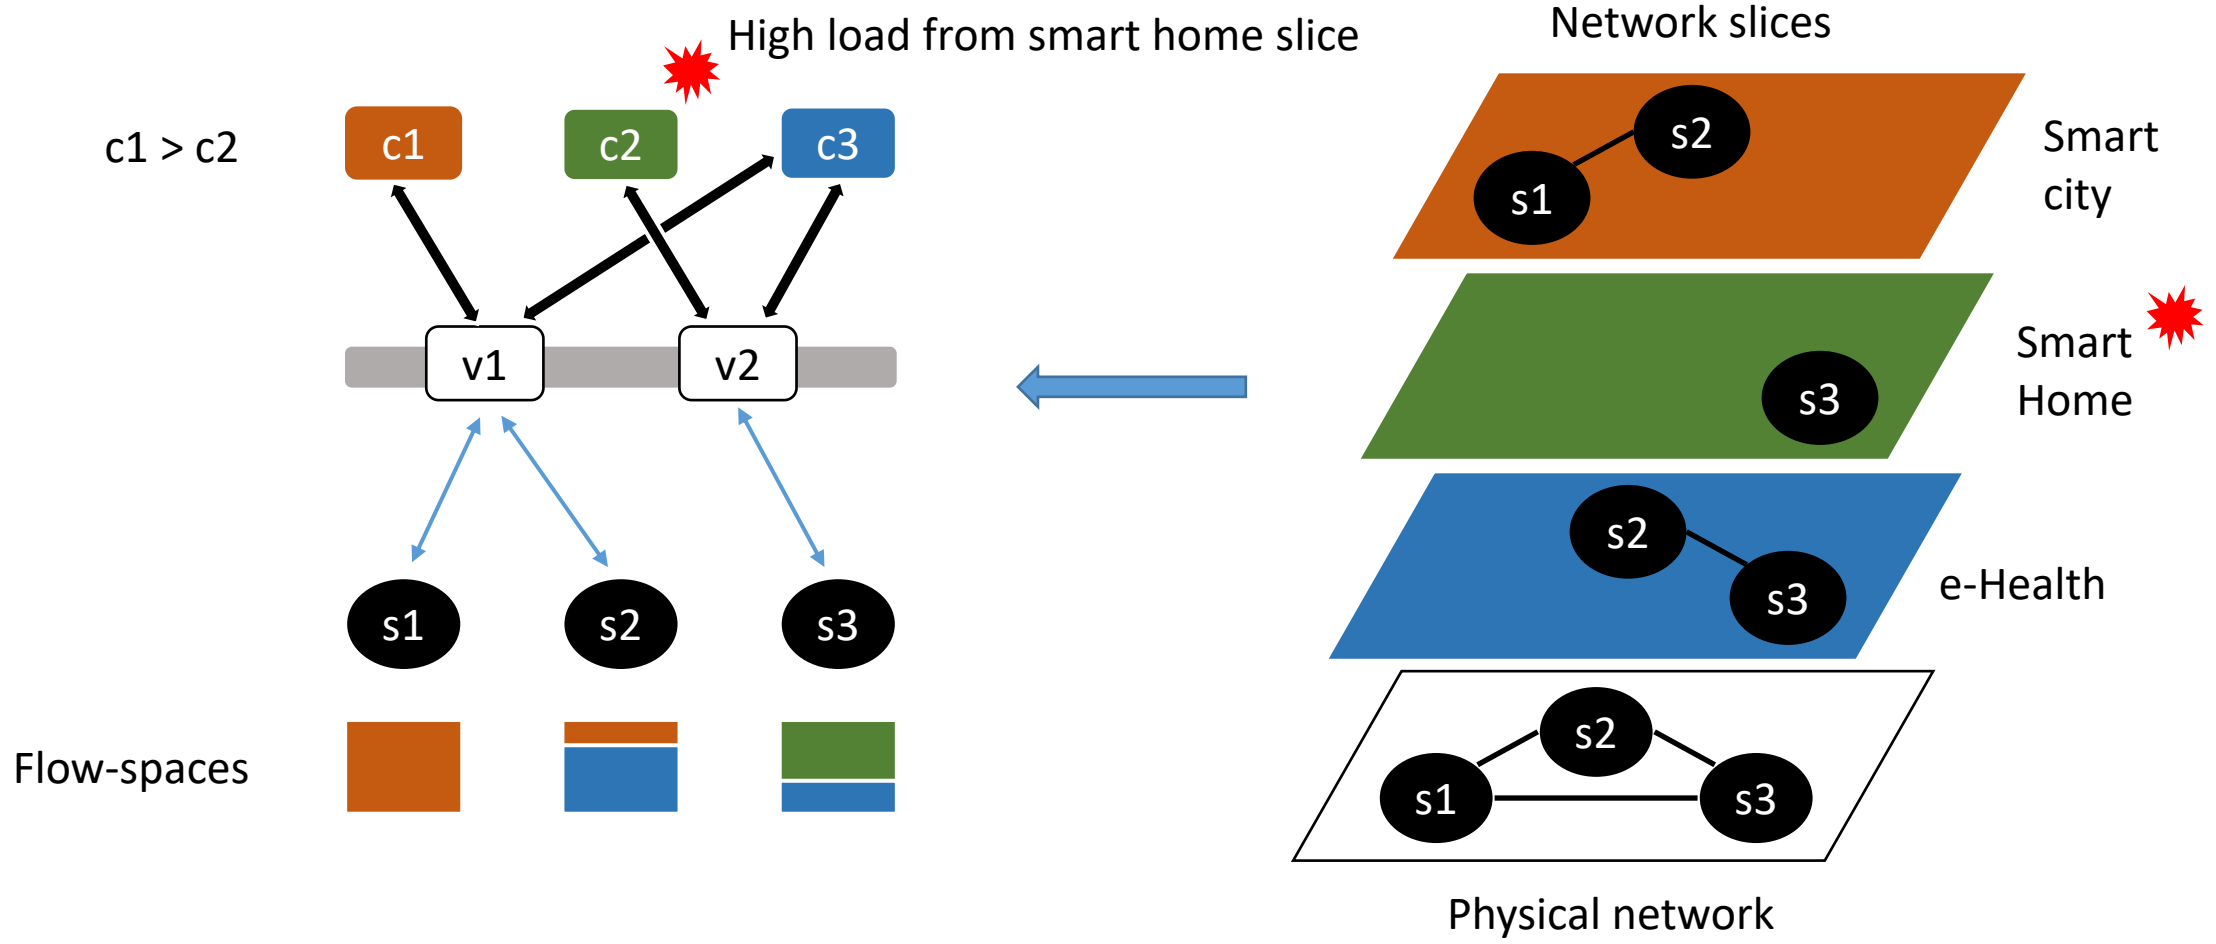 High load from smart home slice
Network slices
c1 > c2
c1
c2
c3
s2
s1
Smart
city
v1
v2
s3
Smart
Home
s2
s3
e-Health
s1
s2
s3
s2
s1
s3
Flow-spaces
Physical network